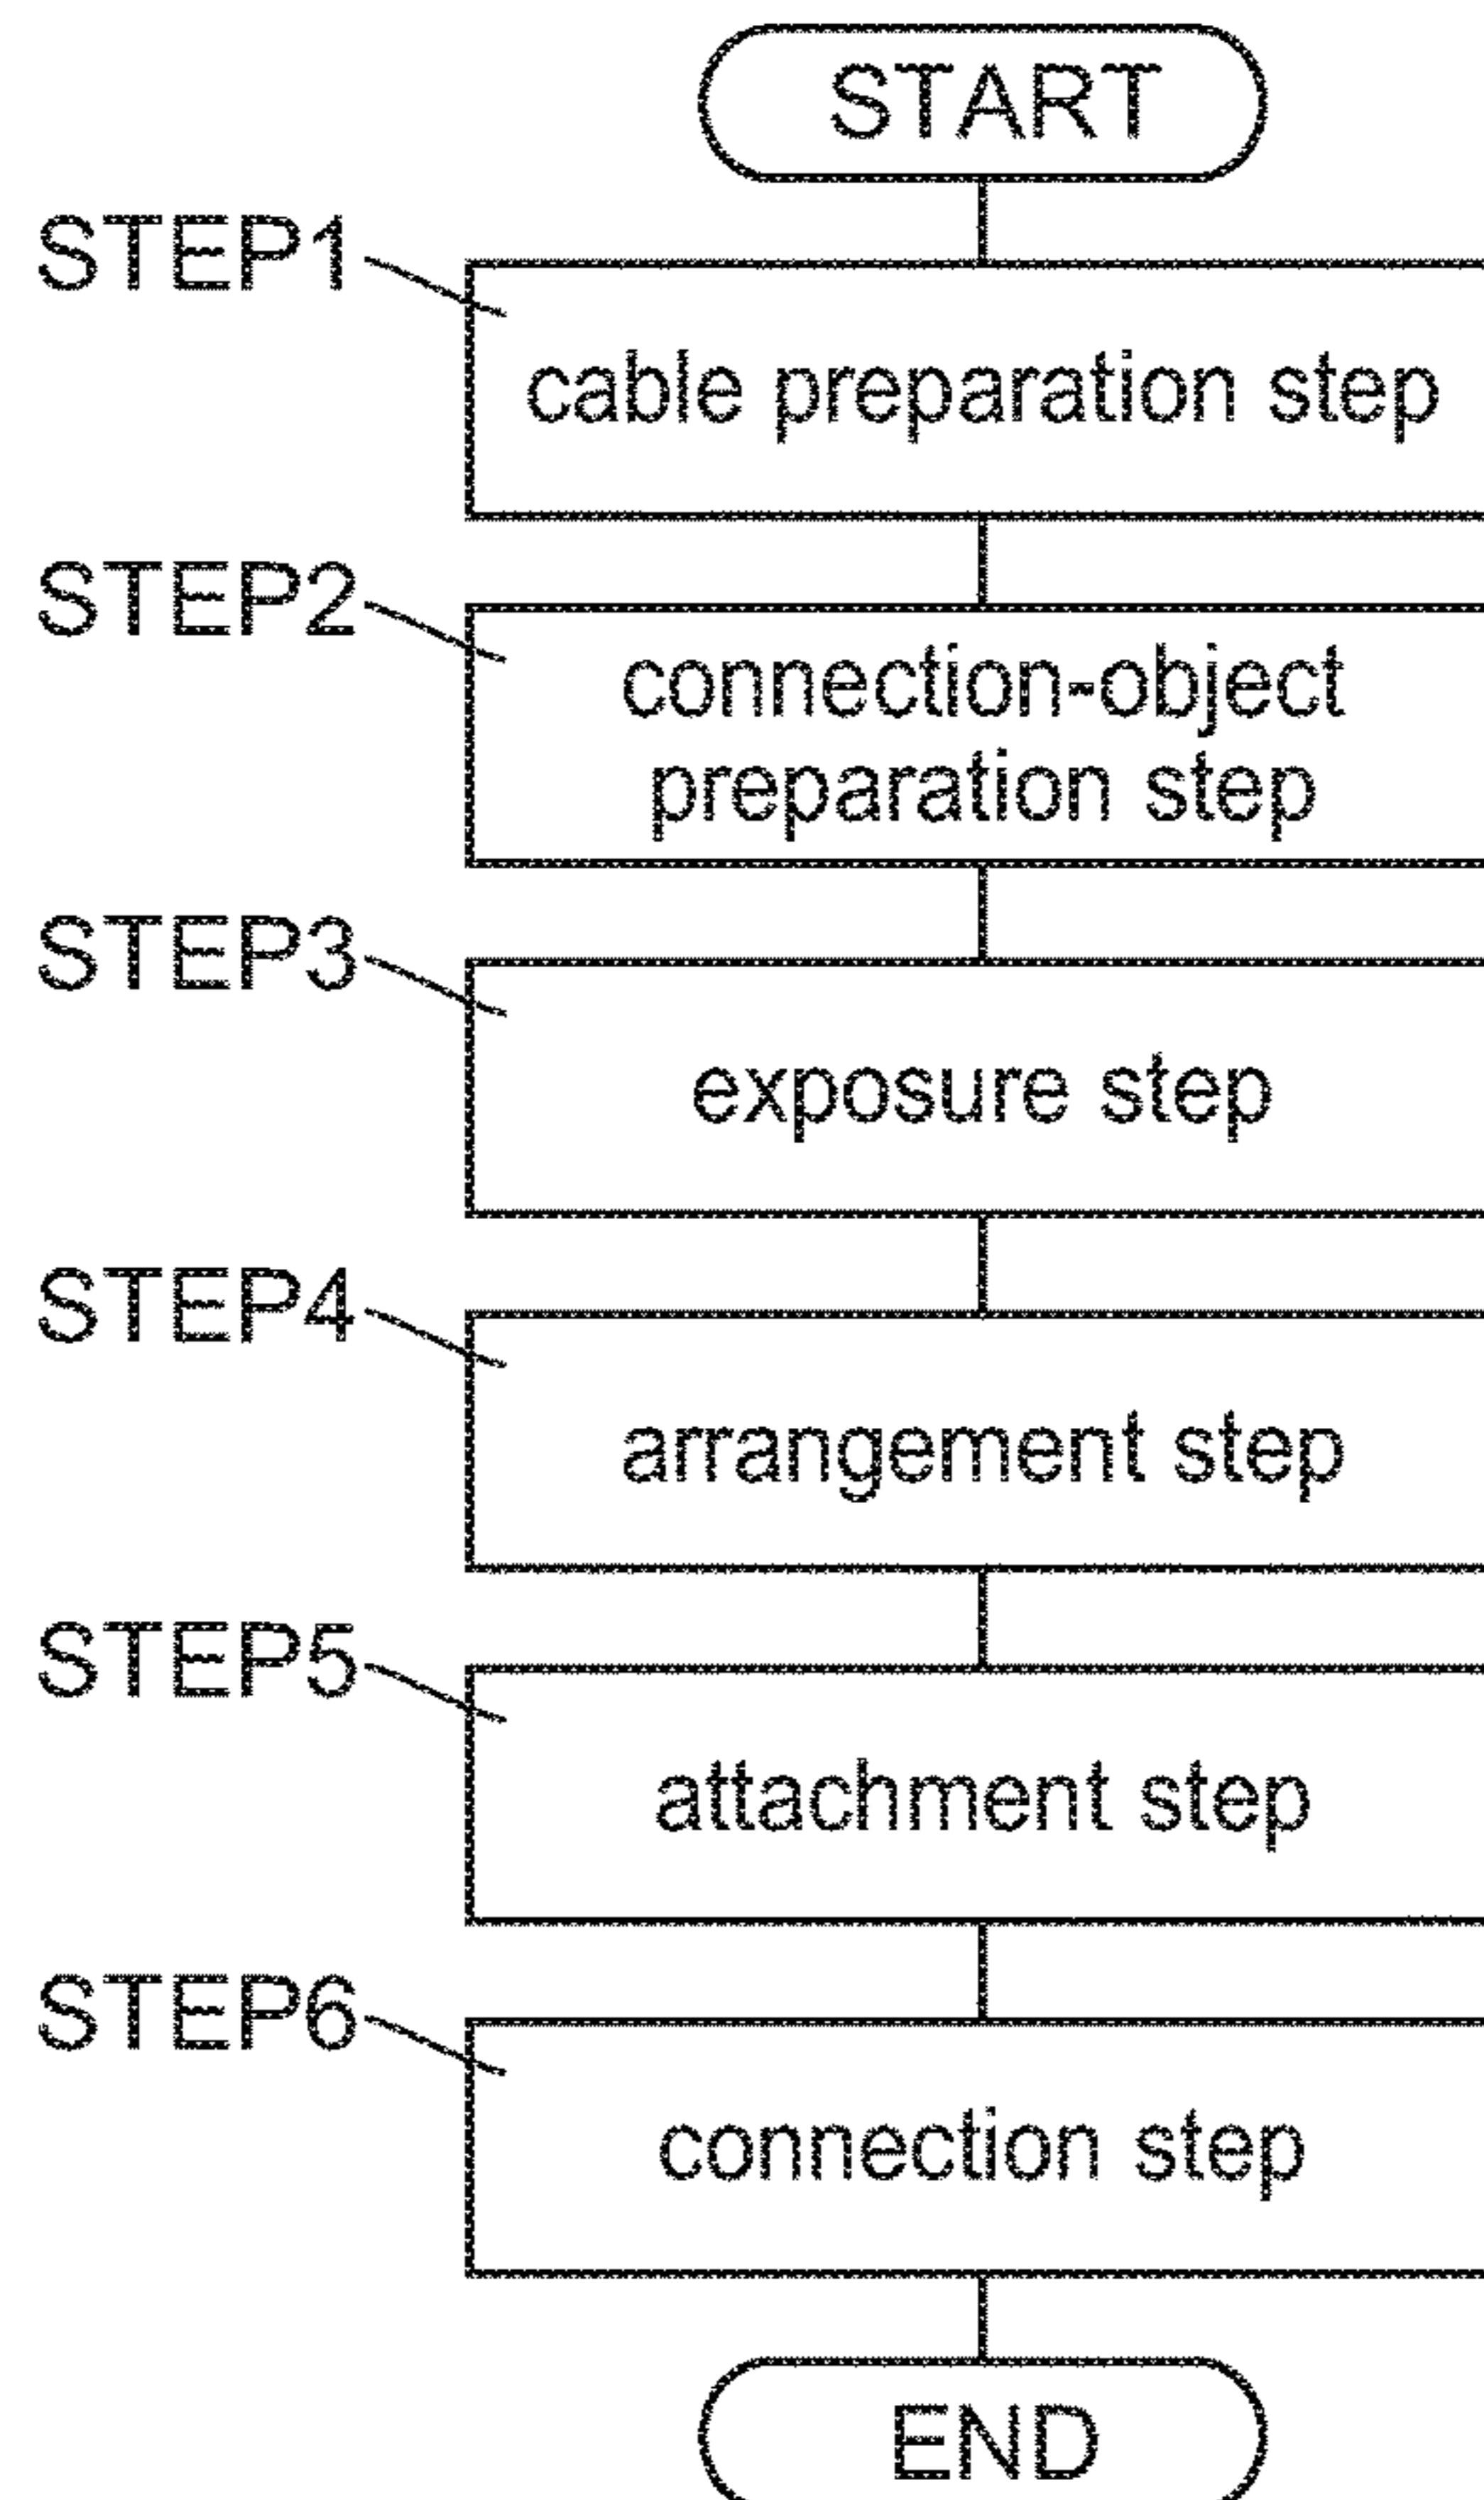 START
STEP1
cable preparation step
STEP2
connection-object
preparation step
STEP3
exposure step
STEP4
arrangement step
STEP5
attachment step
STEP6
connection step
END